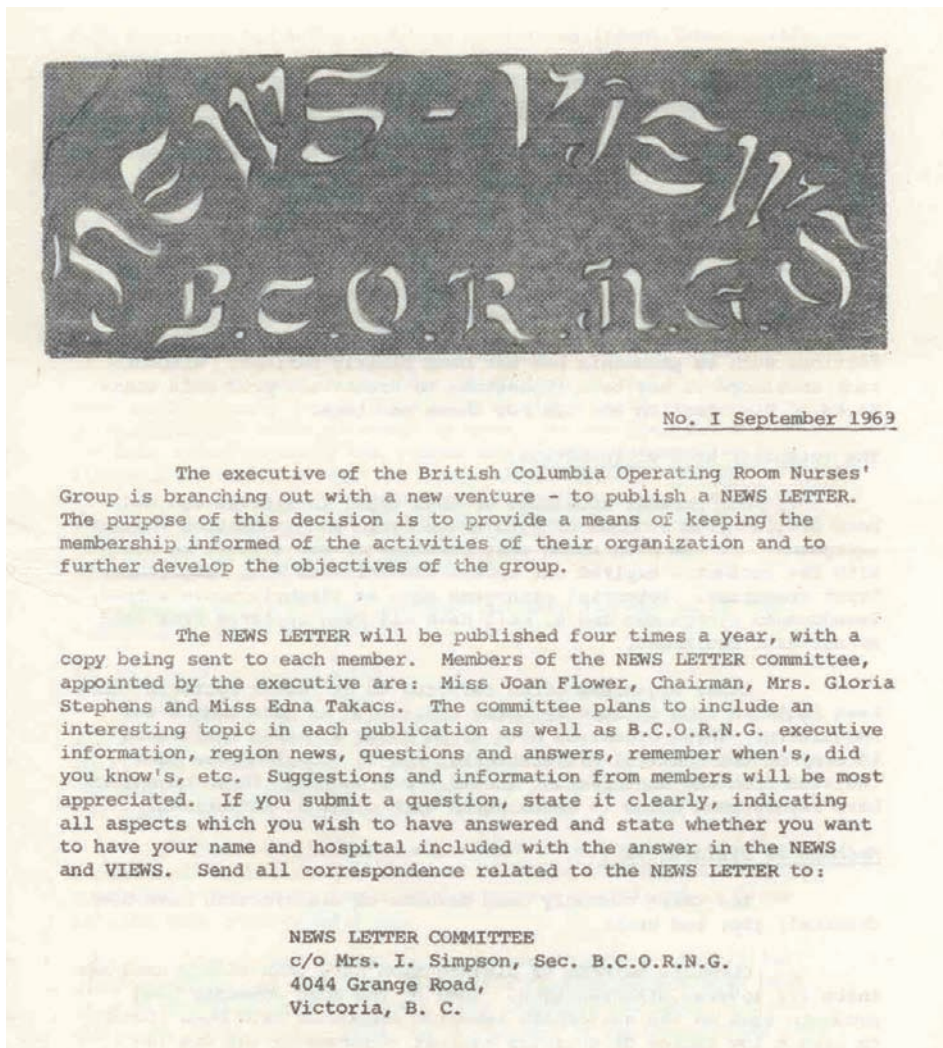 News - Views
B.C.O.R.N.G.
No. I September 1969
The executive of the British Columbia Operating Room Nurses'
Group is branching out with a new venture - to publish a NEWS LETTER.
The purpose of this decision is to provide a means of keeping the
membership informed of the activities of their organization and to
further develop the objectives of the group.
The NEWS LETTER will be published four times a year, with a
copy being sent to each member. Members of the NEWS LETTER committee,
appointed by the executive are: Miss Joan Flower, Chairman, Mrs. Gloria
Stephens and Miss Edna Takacs. The committee plans to include an
interesting topic in each publication as well as B.C.O.R.N.G. executive
information, region news, questions and answers, remember when's, did
you know's, etc. Suggestions and information from members will be most
appreciated. If you submit a question, state it clearly, indicating
all aspects which you wish to have answered and state whether you want
to have your name and hospital included with the answer in the NEWS
and VIEWS. Send all correspondence related to the NEWS LETTER to:
NEWS LETTER COMMITTEE
c/o Mrs. I. Simpson, Sec. B.C.O.R.N.G.
4044 Grange Road,
Victoria, B. C.